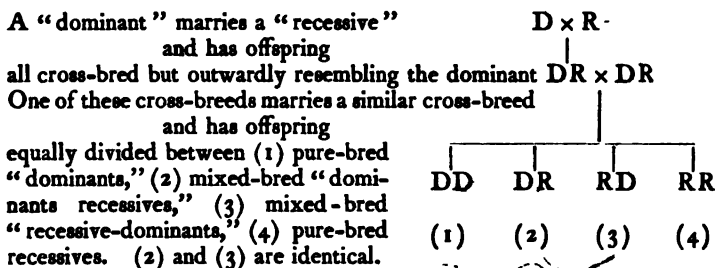 A “dominant” marries a “recessive” D × R
and has offspring
all cross-bred but outwardly resembling the dominant DR × DR
One of these cross-breeds marries a similar cross-breed
and has offspring
equally divided between (1) pure-bred
“dominants,” (2) mixed-bred “domi- DD DR RD RR
nants recessives,” (3) mixed-bred
“recessive-dominants,” (4) pure-bred (1) (2) (3) (4)
recessives. (2) and (3) are identical.